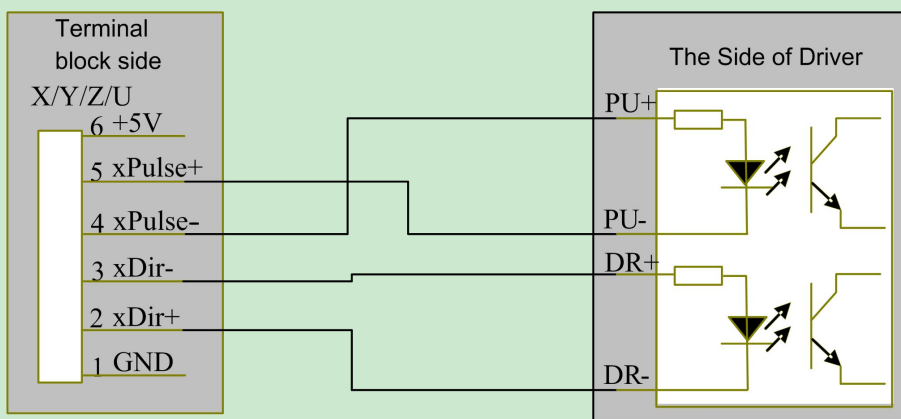 Terminal
block side
X/Y/Z/U
6 +5V
5 xPulse+
4 xPulse-
3 xDir-
2 xDir+
1 GND
The Side of Driver
PU+
PU-
DR+
DR-